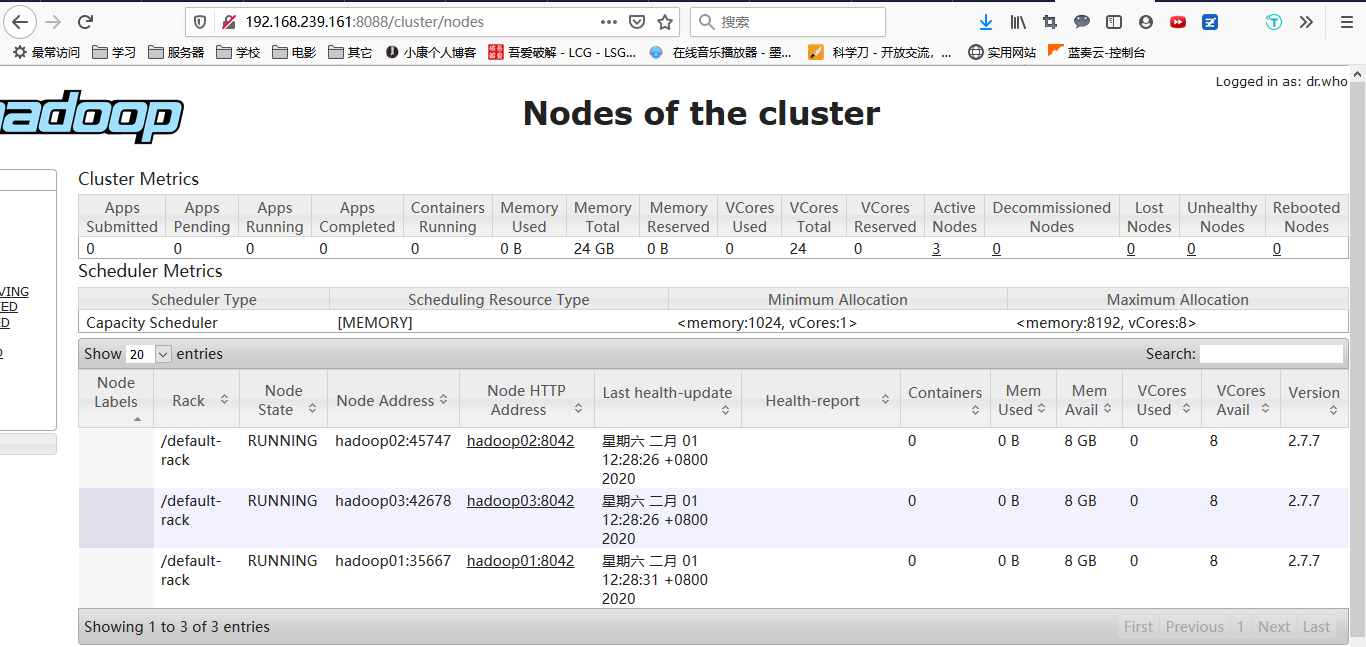 192.168.239.161:8088/cluster/nodes
搜索
最常访问 学习 服务器 学校 电影 其它 小康个人博客 吾爱破解 - LCG - LSG... 在线音乐播放器 - 墨... 科学刀 - 开放交流，... 实用网站 蓝奏云-控制台
Logged in as: dr.who
hadoop
Nodes of the cluster
Cluster Metrics
Apps Submitted Apps Pending Apps Running Apps Completed Containers Running Memory Used Memory Total Memory Reserved VCores Used VCores Total VCores Reserved Active Nodes Decommissioned Nodes Lost Nodes Unhealthy Nodes Rebooted Nodes
0 0 0 0 0 0 B 24 GB 0 B 0 24 0 3 0 0 0 0
Scheduler Metrics
Scheduler Type Scheduling Resource Type Minimum Allocation Maximum Allocation
Capacity Scheduler [MEMORY] <memory:1024, vCores:1> <memory:8192, vCores:8>
VING
ED
D
Show 20 entries Search:
Node Labels Rack Node State Node Address Node HTTP Address Last health-update Health-report Containers Mem Used Mem Avail VCores Used VCores Avail Version
/default-rack RUNNING hadoop02:45747 hadoop02:8042 星期六 二月 01 12:28:26 +0800 2020 0 0 B 8 GB 0 8 2.7.7
/default-rack RUNNING hadoop03:42678 hadoop03:8042 星期六 二月 01 12:28:26 +0800 2020 0 0 B 8 GB 0 8 2.7.7
/default-rack RUNNING hadoop01:35667 hadoop01:8042 星期六 二月 01 12:28:31 +0800 2020 0 0 B 8 GB 0 8 2.7.7
Showing 1 to 3 of 3 entries First Previous 1 Next Last